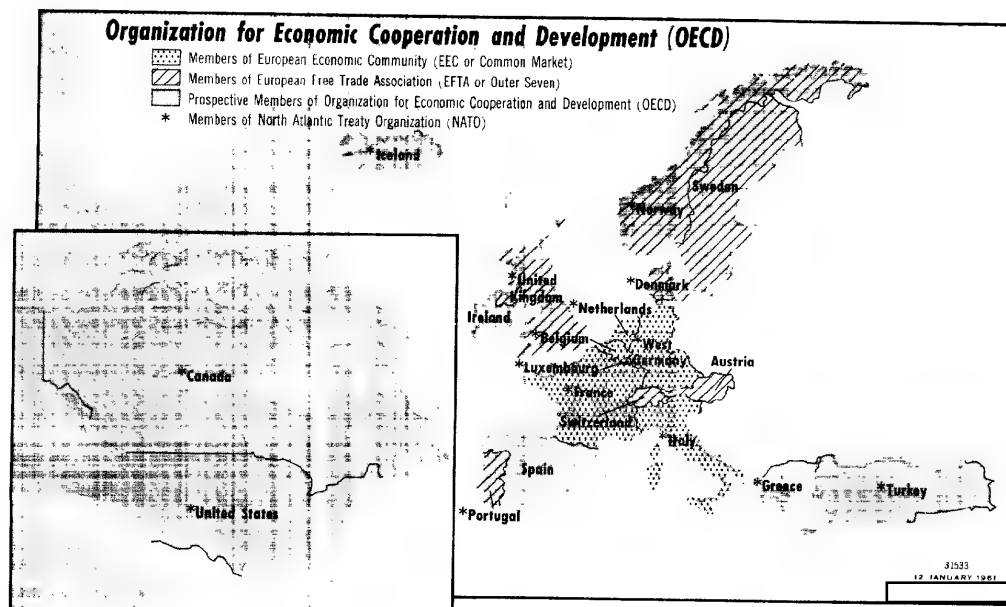 Organization for Economic Cooperation and Development (OECD)
Members of European Economic Community (EEC or Common Market)
Members of European Free Trade Association (EFTA or Outer Seven)
Prospective Members of Organization for Economic Cooperation and Development (OECD)
* Members of North Atlantic Treaty Organization (NATO)
*Iceland
Sweden
*Norway
*United
Kingdom
*Denmark
Ireland
*Netherlands
*Belgium
*West
Germany
Austria
*Luxembourg
*France
Switzerland
*Italy
Spain
*Portugal
*Greece
*Turkey
*Canada
*United States
31533
12 JANUARY 1961